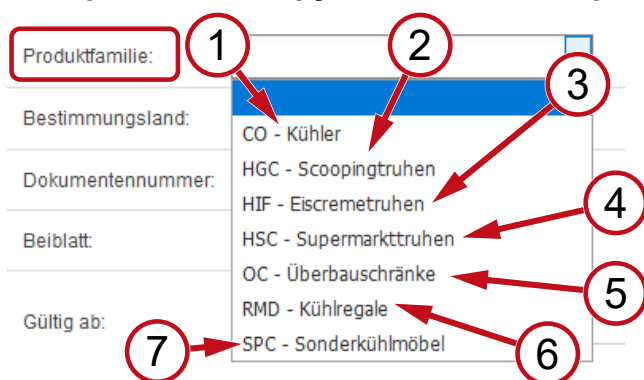 Produktfamilie:
1
2
3
Bestimmungsland:
CO - Kühler
Dokumentennummer:
HGC - Scoopingtruhen
HIF - Eiscremetruhen
4
Beiblatt:
HSC - Supermarkttruhen
OC - Überbauschränke
5
Gültig ab:
RMD - Kühlregale
7
SPC - Sonderkühlmöbel
6